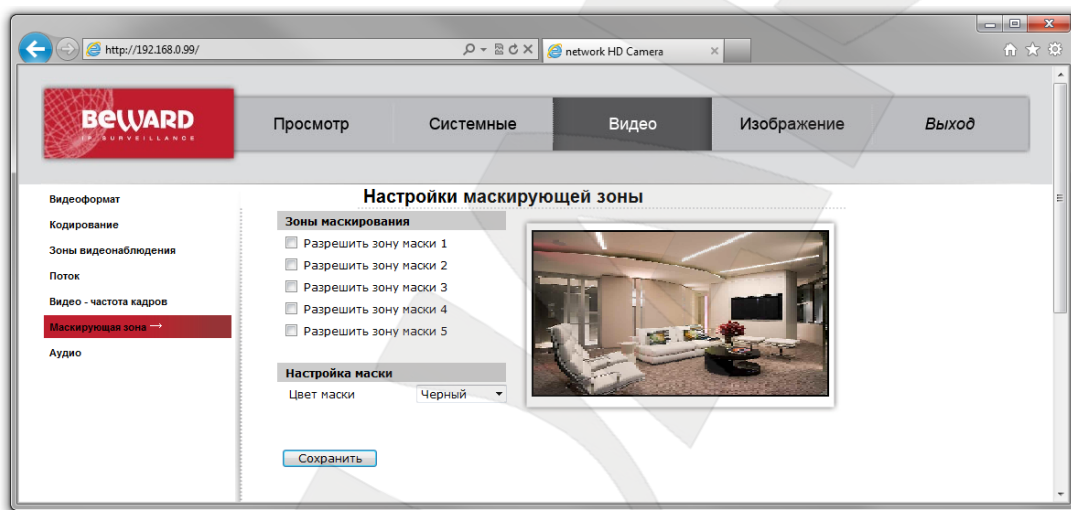 http://192.168.0.99/
network HD Camera
BEWARD
IP SURVEILLANCE
Просмотр
Системные
Видео
Изображение
Выход
Видеоформат
Кодирование
Зоны видеонаблюдения
Поток
Видео - частота кадров
Маскирующая зона →
Аудио
Настройки маскирующей зоны
Зоны маскирования
Разрешить зону маски 1
Разрешить зону маски 2
Разрешить зону маски 3
Разрешить зону маски 4
Разрешить зону маски 5
Настройка маски
Цвет маски Черный
Сохранить